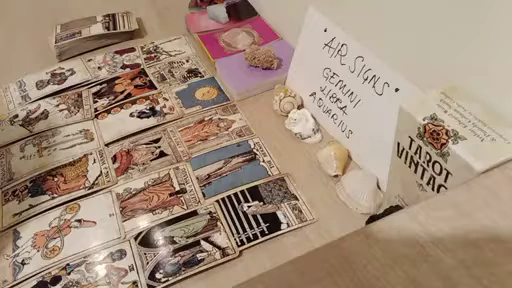 "AIR SIGNS"
GEMINI
LIBRA
AQUARIUS
TAROT
VINTAG